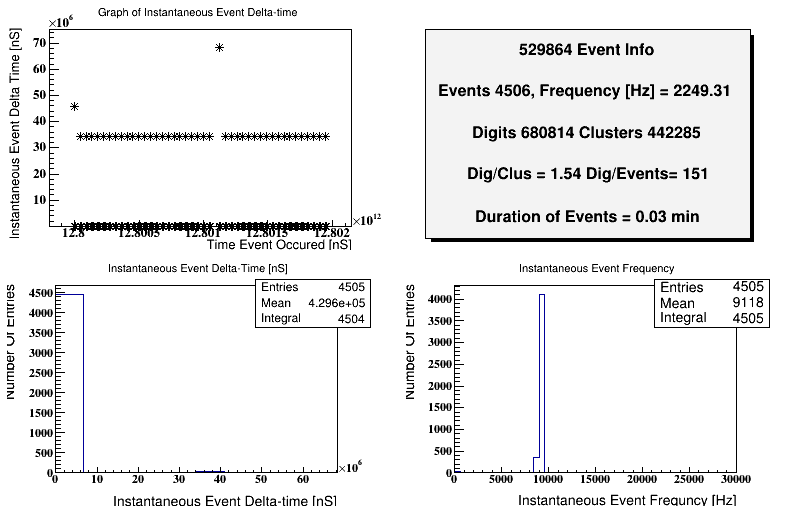 Graph of Instantaneous Event Delta-time
×10^6
Instantaneous Event Delta Time [nS]
70
60
50
40
30
20
10
12.8 12.8005 12.801 12.8015 12.802
×10^12
Time Event Occured [nS]
529864 Event Info
Events 4506, Frequency [Hz] = 2249.31
Digits 680814 Clusters 442285
Dig/Clus = 1.54 Dig/Events= 151
Duration of Events = 0.03 min
Instantaneous Event Delta-Time [nS]
Entries 4505
Mean 4.296e+05
Integral 4504
Number Of Entries
4500
4000
3500
3000
2500
2000
1500
1000
500
0
0 10 20 30 40 50 60
×10^6
Instantaneous Event Delta-time [nS]
Instantaneous Event Frequency
Entries 4505
Mean 9118
Integral 4505
Number Of Entries
4000
3500
3000
2500
2000
1500
1000
500
0
0 5000 10000 15000 20000 25000 30000
Instantaneous Event Frequncy [Hz]